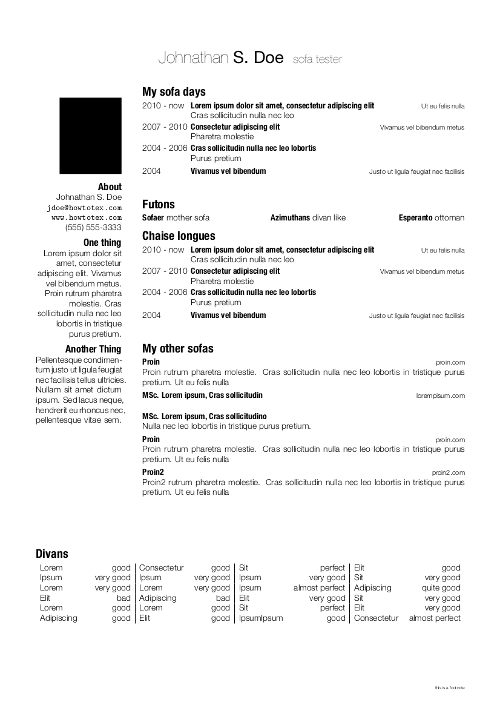 Johnathan S. Doe sofa tester
About
Johnathan S. Doe
jdoe@howtotex.com
www.howtotex.com
(555) 555-3333
One thing
Lorem ipsum dolor sit
amet, consectetur
adipiscing elit. Vivamus
vel bibendum metus.
Proin rutrum pharetra
molestie. Cras
sollicitudin nulla nec leo
lobortis in tristique
purus pretium.
Another Thing
Pellentesque condimen-
tum justo ut ligula feugiat
nec facilisis tellus ultricies.
Nullam sit amet dictum
ipsum. Sed lacus neque,
hendrerit eu rhoncus nec,
pellentesque vitae sem.
My sofa days
2010 - now Lorem ipsum dolor sit amet, consectetur adipiscing elit Ut eu felis nulla
Cras sollicitudin nulla nec leo
2007 - 2010 Consectetur adipiscing elit Vivamus vel bibendum metus
Pharetra molestie
2004 - 2006 Cras sollicitudin nulla nec leo lobortis
Purus pretium
2004 Vivamus vel bibendum Justo ut ligula feugiat nec facilisis
Futons
Sofaer mother sofa Azimuthans divan like Esperanto ottoman
Chaise longues
2010 - now Lorem ipsum dolor sit amet, consectetur adipiscing elit Ut eu felis nulla
Cras sollicitudin nulla nec leo
2007 - 2010 Consectetur adipiscing elit Vivamus vel bibendum metus
Pharetra molestie
2004 - 2006 Cras sollicitudin nulla nec leo lobortis
Purus pretium
2004 Vivamus vel bibendum Justo ut ligula feugiat nec facilisis
My other sofas
Proin proin.com
Proin rutrum pharetra molestie. Cras sollicitudin nulla nec leo lobortis in tristique purus
pretium. Ut eu felis nulla
MSc. Lorem ipsum, Cras sollicitudin loremipsum.com
MSc. Lorem ipsum, Cras sollicitudino
Nulla nec leo lobortis in tristique purus pretium.
Proin proin.com
Proin rutrum pharetra molestie. Cras sollicitudin nulla nec leo lobortis in tristique purus
pretium. Ut eu felis nulla
Proin2 proin2.com
Proin2 rutrum pharetra molestie. Cras sollicitudin nulla nec leo lobortis in tristique purus
pretium. Ut eu felis nulla
Divans
Lorem good Consectetur good Sit perfect Elit good
Ipsum very good Ipsum very good Ipsum very good Sit very good
Lorem very good Lorem very good Ipsum almost perfect Adipiscing quite good
Elit bad Adipiscing bad Elit very good Sit very good
Lorem good Lorem good Sit perfect Elit very good
Adipiscing good Elit good IpsumIpsum good Consectetur almost perfect